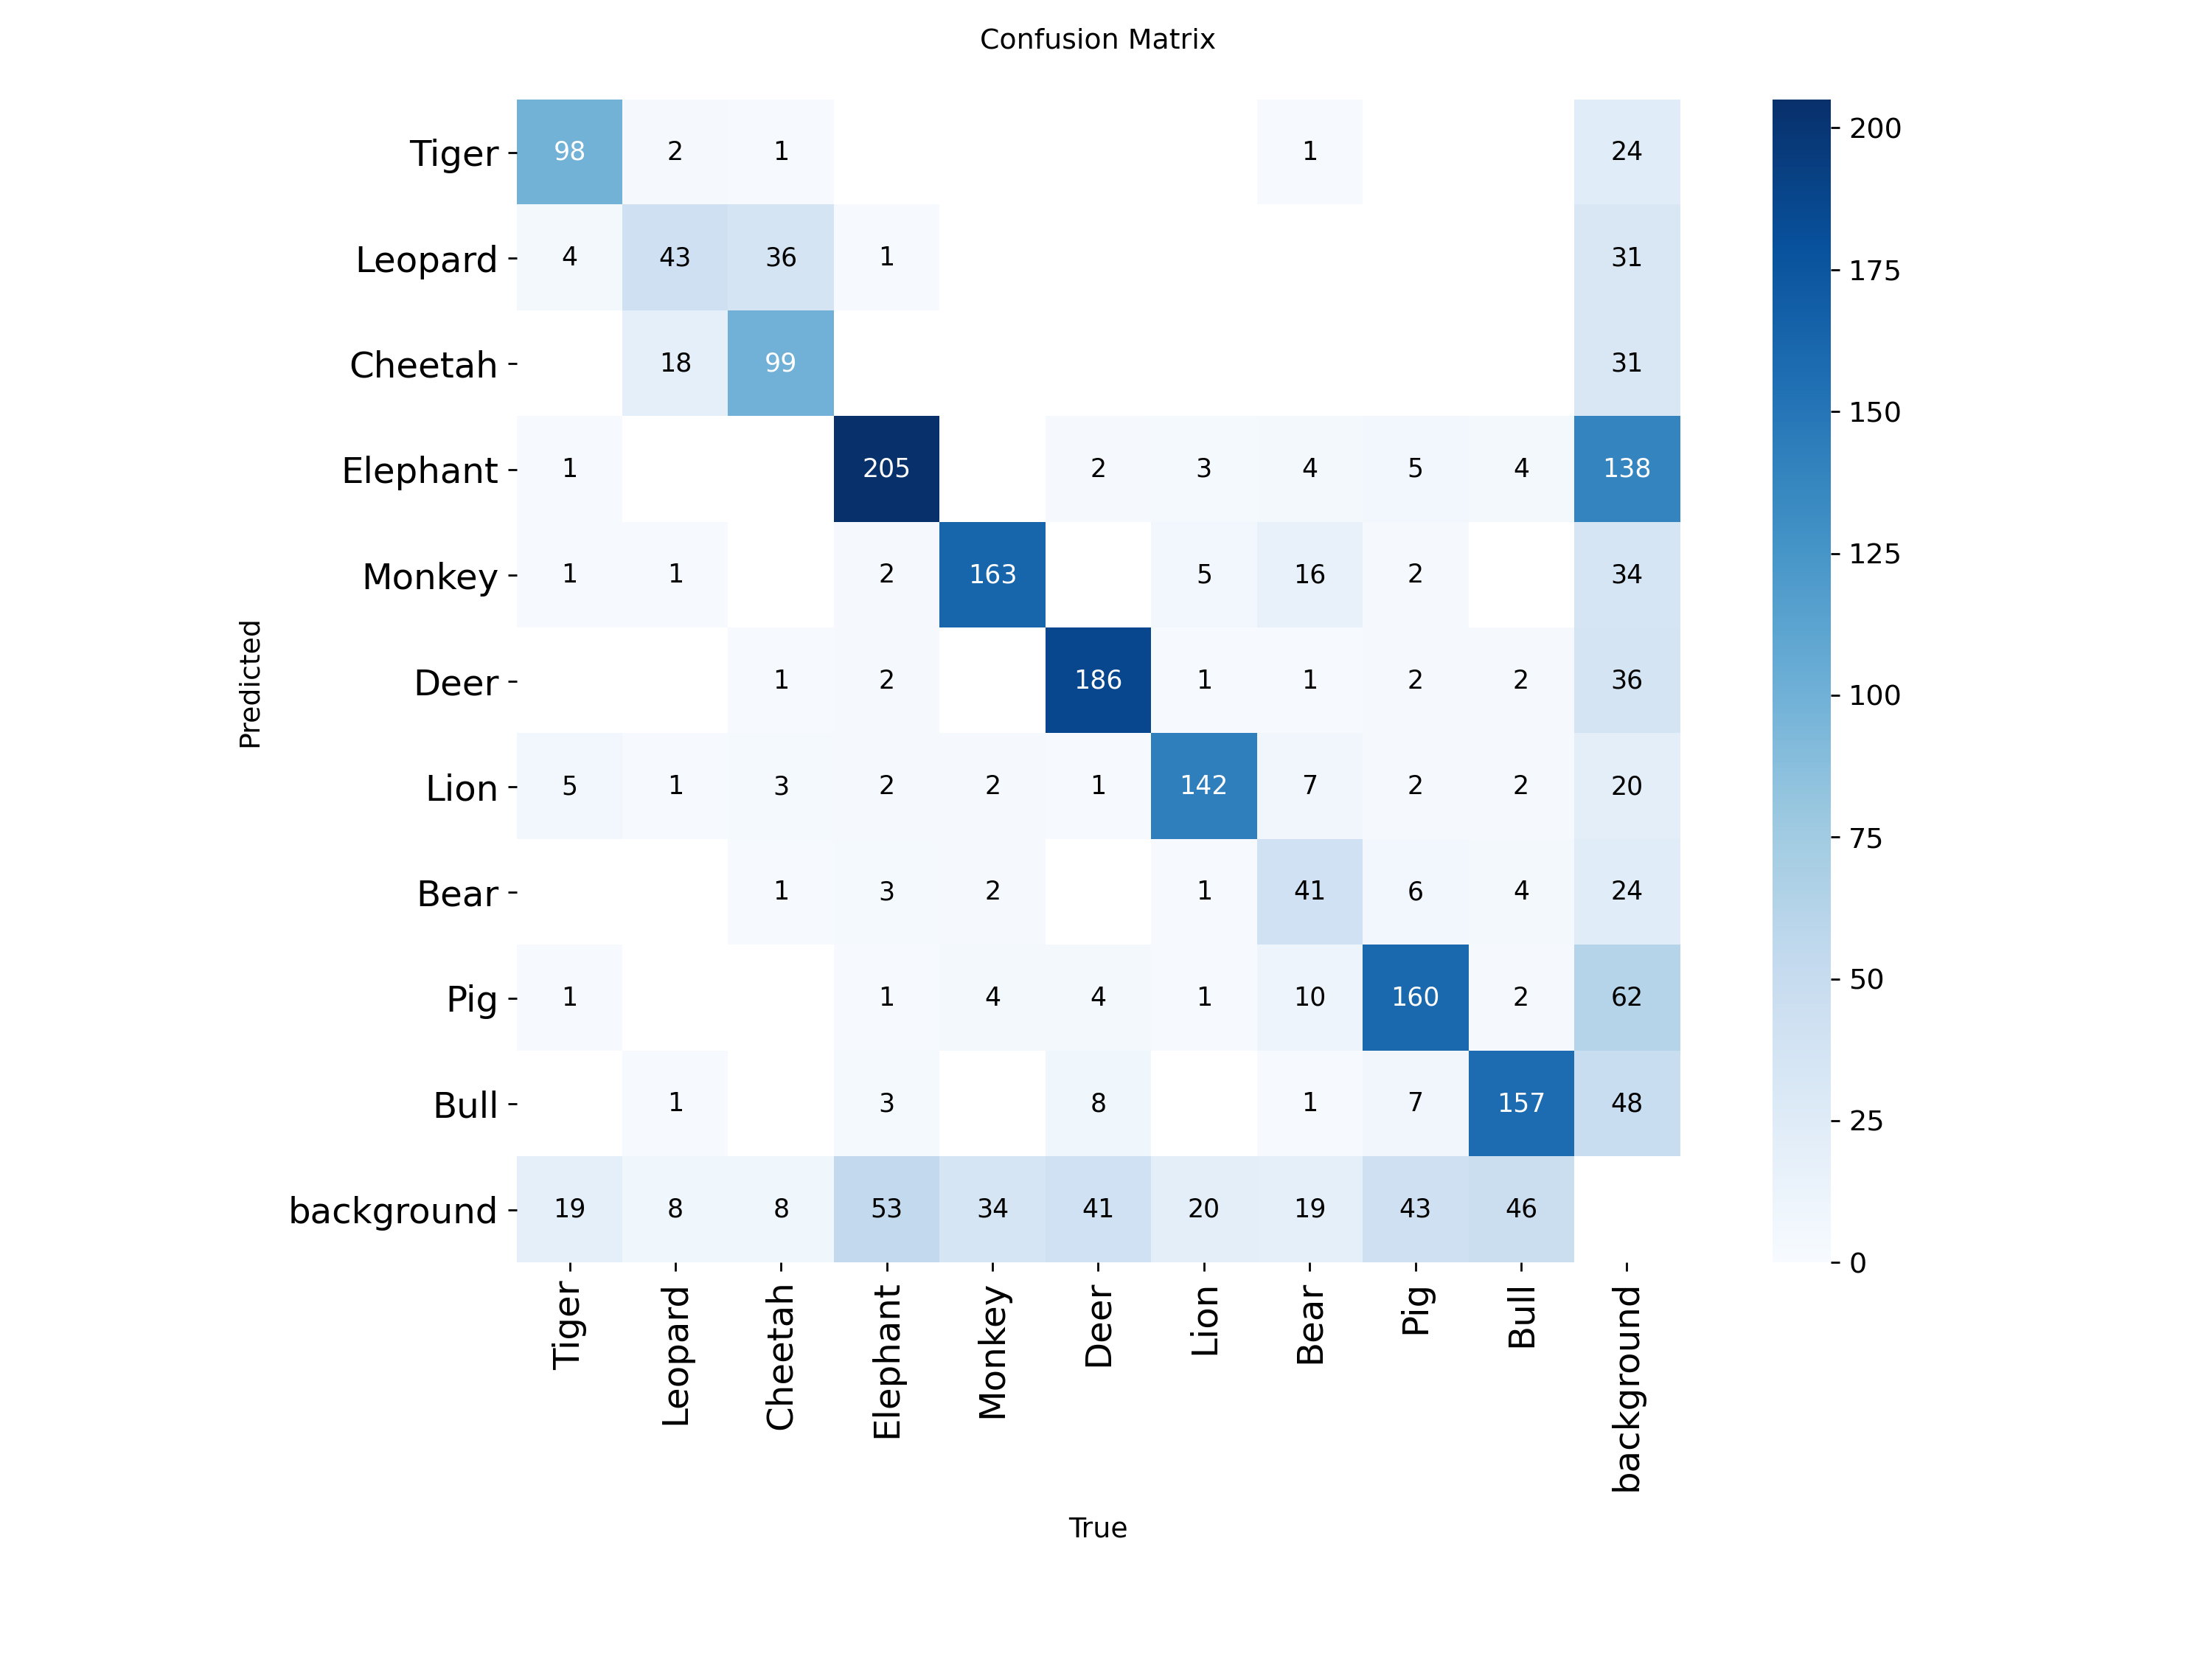 Confusion Matrix
Tiger 98 2 1 1 24
Leopard 4 43 36 1 31
Cheetah 18 99 31
Elephant 1 205 2 3 4 5 4 138
Monkey 1 1 2 163 5 16 2 34
Deer 1 2 186 1 1 2 2 36
Lion 5 1 3 2 2 1 142 7 2 2 20
Bear 1 3 2 1 41 6 4 24
Pig 1 1 4 4 1 10 160 2 62
Bull 1 3 8 1 7 157 48
background 19 8 8 53 34 41 20 19 43 46
Predicted
Tiger Leopard Cheetah Elephant Monkey Deer Lion Bear Pig Bull background
True
200
175
150
125
100
75
50
25
0